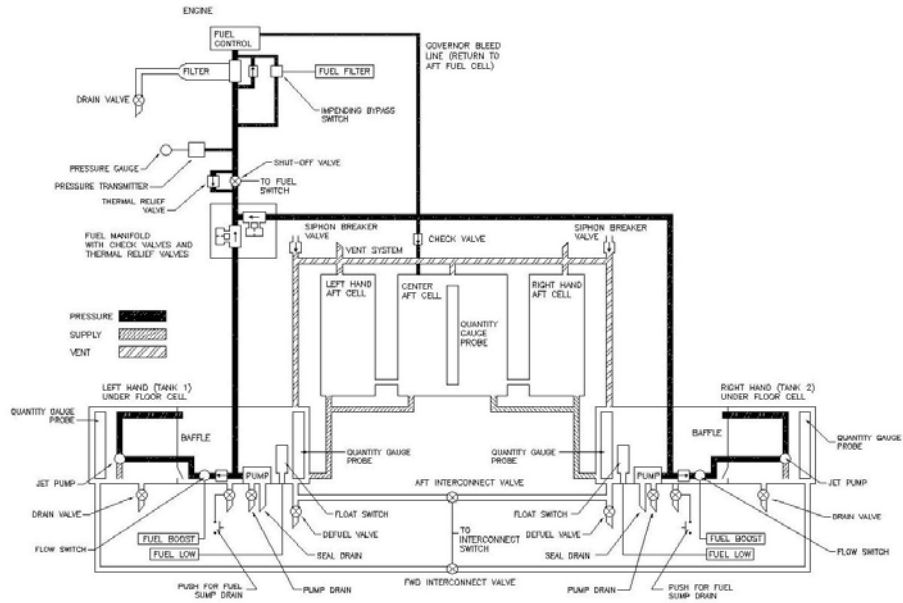 ENGINE
FUEL
CONTROL
GOVERNOR BLEED
LINE (RETURN TO
AFT FUEL CELL)
FILTER
FUEL FILTER
DRAIN VALVE
IMPENDING BYPASS
SWITCH
PRESSURE GAUGE
SHUT-OFF VALVE
PRESSURE TRANSMITTER
TO FUEL
SWITCH
THERMAL RELIEF
VALVE
FUEL MANIFOLD
WITH CHECK VALVES AND
THERMAL RELIEF VALVES
SIPHON BREAKER
VALVE
VENT SYSTEM
CHECK VALVE
SIPHON BREAKER
VALVE
LEFT HAND
AFT CELL
CENTER
AFT CELL
RIGHT HAND
AFT CELL
QUANTITY
GAUGE
PROBE
PRESSURE
SUPPLY
VENT
LEFT HAND (TANK 1)
UNDER FLOOR CELL
RIGHT HAND (TANK 2)
UNDER FLOOR CELL
QUANTITY GAUGE
PROBE
BAFFLE
QUANTITY GAUGE
PROBE
QUANTITY GAUGE
PROBE
BAFFLE
QUANTITY GAUGE
PROBE
JET PUMP
PUMP
PUMP
JET PUMP
AFT INTERCONNECT VALVE
DRAIN VALVE
FLOAT SWITCH
FLOAT SWITCH
DRAIN VALVE
DEFUEL VALVE
TO
INTERCONNECT
SWITCH
DEFUEL VALVE
FLOW SWITCH
FUEL BOOST
FUEL LOW
SEAL DRAIN
SEAL DRAIN
FUEL BOOST
FUEL LOW
FLOW SWITCH
PUSH FOR FUEL
SUMP DRAIN
PUMP DRAIN
FWD INTERCONNECT VALVE
PUMP DRAIN
PUSH FOR FUEL
SUMP DRAIN